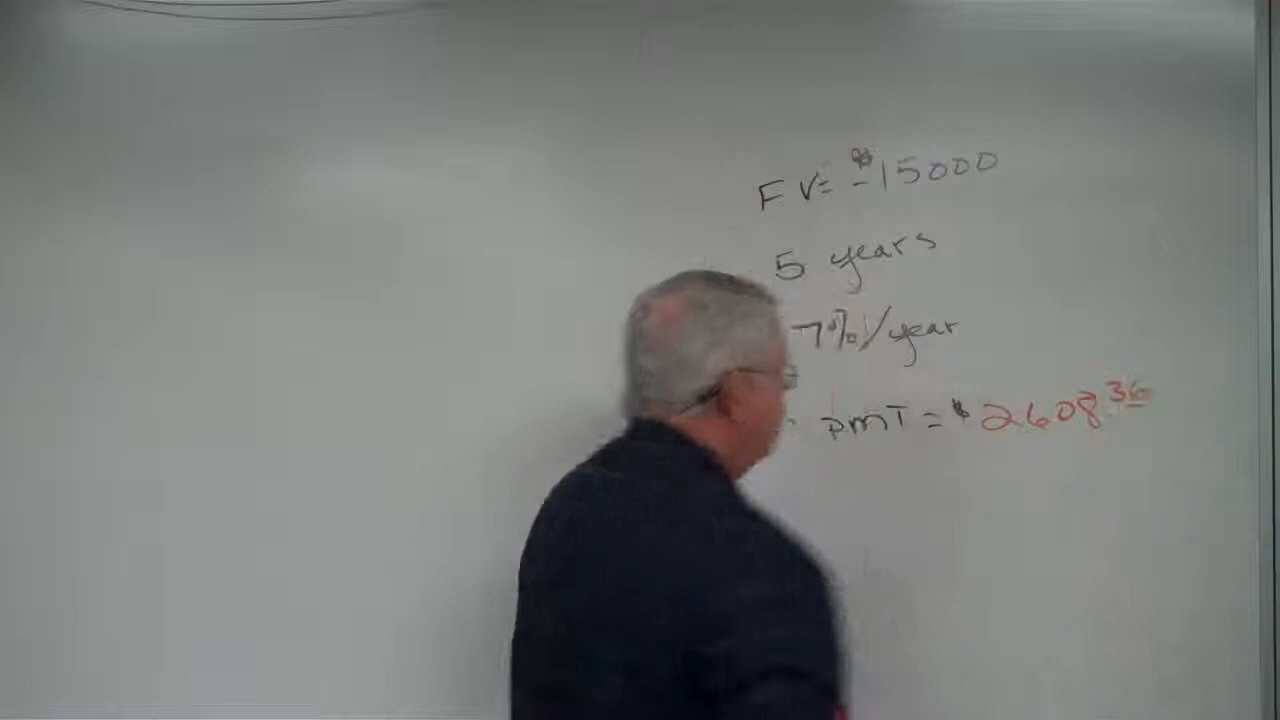 FV= $-15000
5 years
7%/year
pmT = $2608.36